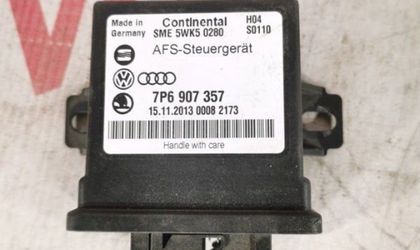 Made in Germany
Continental
SME 5WK5 0280
H04
S0110
AFS-Steuergerät
7P6 907 357
15.11.2013 0008 2173
Handle with care